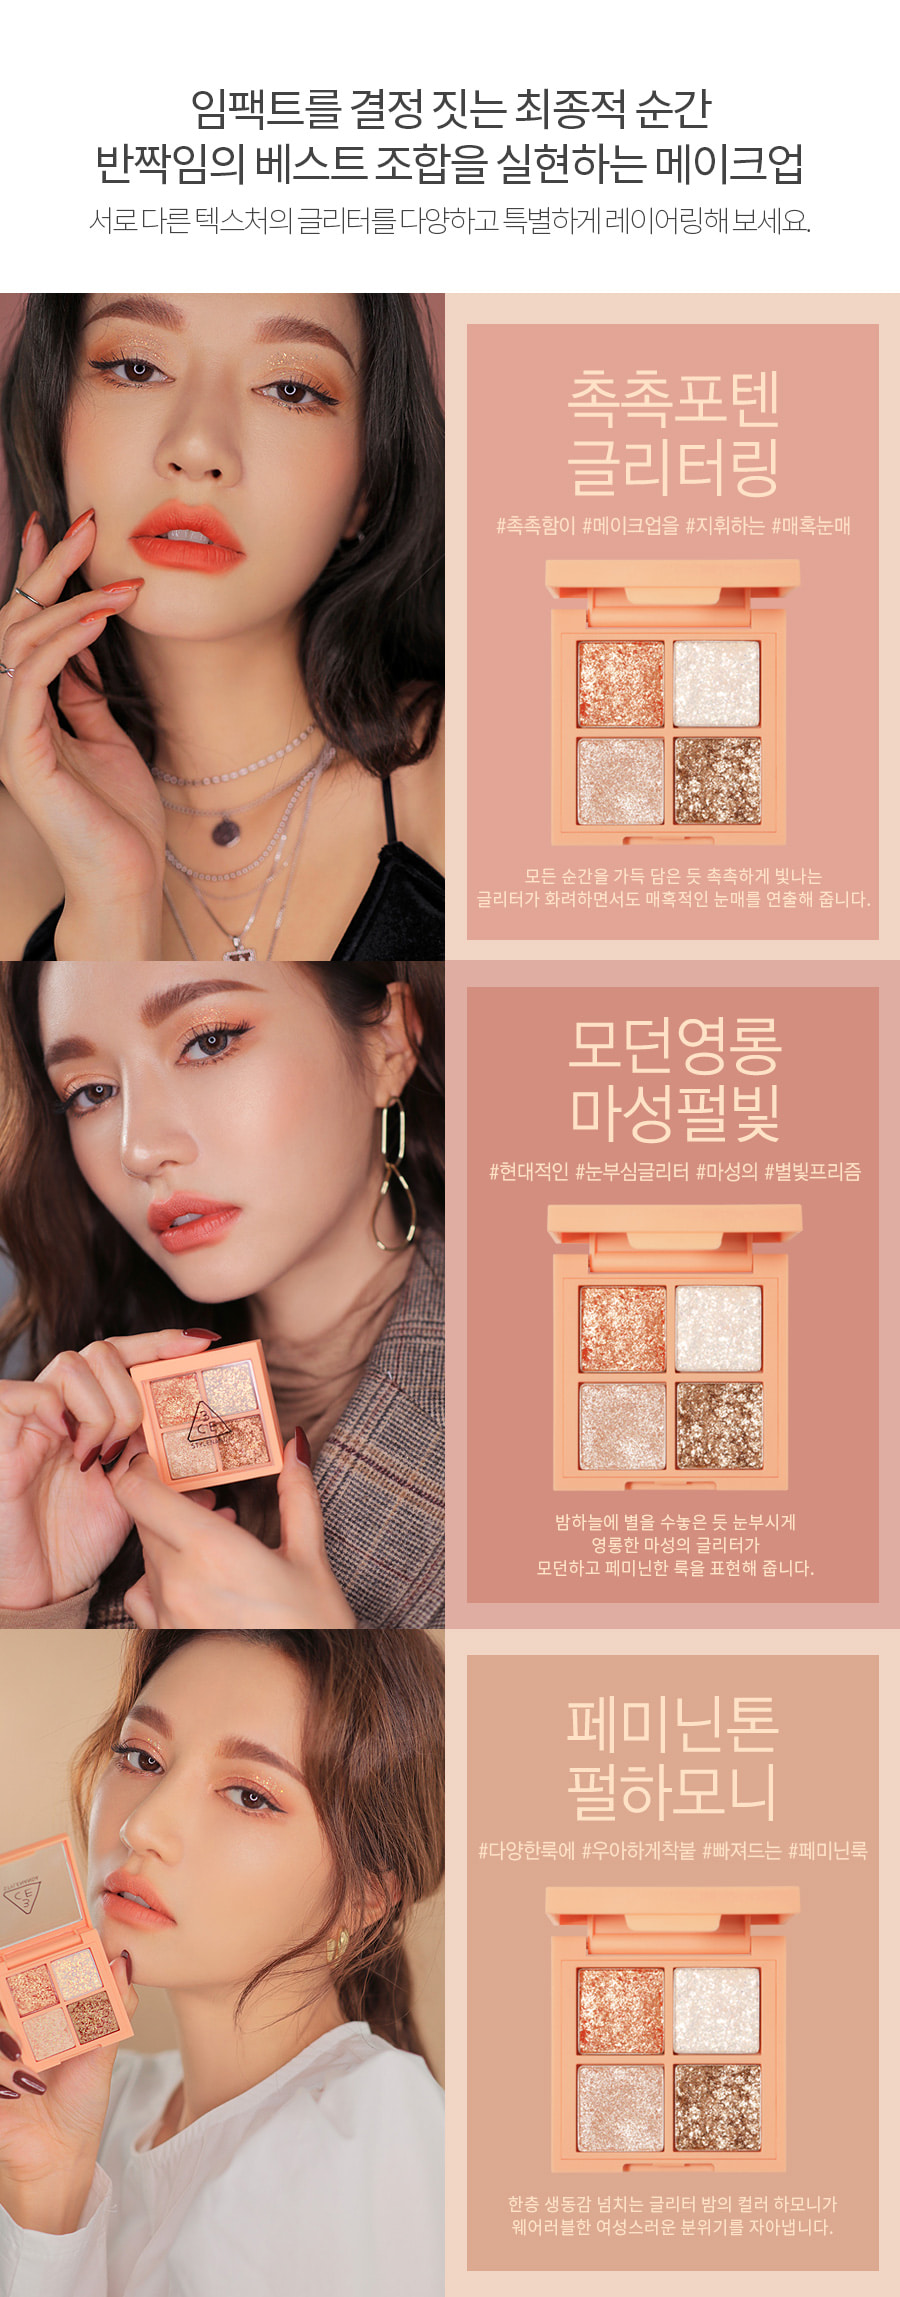 임팩트를 결정 짓는 최종적 순간
반짝임의 베스트 조합을 실현하는 메이크업
서로 다른 텍스처의 글리터를 다양하고 특별하게 레이어링해 보세요.
촉촉포텐
글리터링
#촉촉함이 #메이크업을 #지휘하는 #매혹눈매
모든 순간을 가득 담은 듯 촉촉하게 빛나는
글리터가 화려하면서도 매혹적인 눈매를 연출해 줍니다.
모던영롱
마성펄빛
#현대적인 #눈부심글리터 #마성의 #별빛프리즘
3
CE
밤하늘에 별을 수놓은 듯 눈부시게
영롱한 마성의 글리터가
모던하고 페미닌한 룩을 표현해 줍니다.
페미닌톤
펄하모니
#다양한룩에 #우아하게착붙 #빠져드는 #페미닌룩
3
CE
한층 생동감 넘치는 글리터 밤의 컬러 하모니가
웨어러블한 여성스러운 분위기를 자아냅니다.